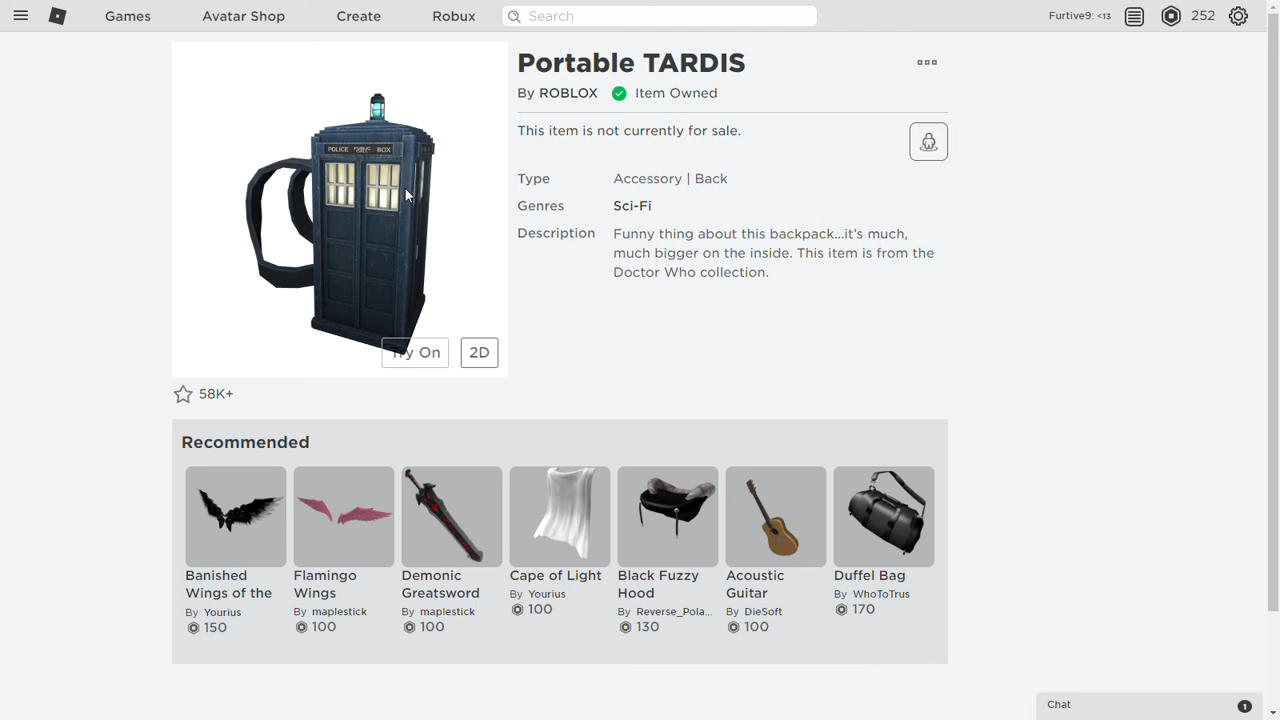 Games
Avatar Shop
Create
Robux
Search
Furtive9: <13
252
Portable TARDIS
By ROBLOX
Item Owned
This item is not currently for sale.
Type
Accessory | Back
Genres
Sci-Fi
Description
Funny thing about this backpack...it's much,
much bigger on the inside. This item is from the
Doctor Who collection.
POLICE
BOX
Try On
2D
58K+
Recommended
Banished
Wings of the
By Yourius
150
Flamingo
Wings
By maplestick
100
Demonic
Greatsword
By maplestick
100
Cape of Light
By Yourius
100
Black Fuzzy
Hood
By Reverse_Pola...
130
Acoustic
Guitar
By DieSoft
100
Duffel Bag
By WhoToTrus
170
Chat
1